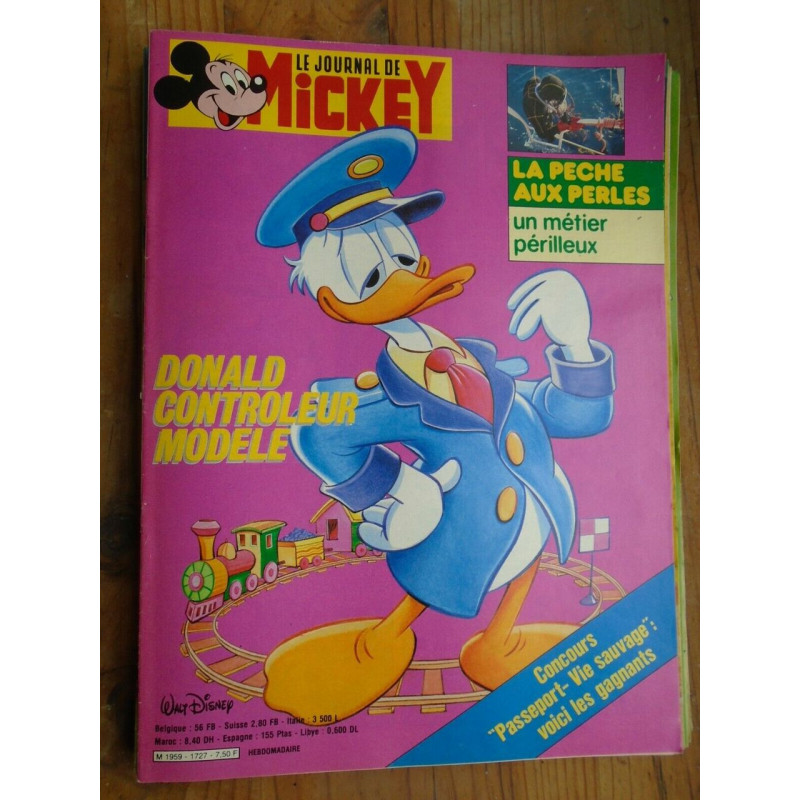 LE JOURNAL DE
MiCKEY
LA PECHE
AUX PERLES
un métier
périlleux
DONALD
CONTROLEUR
MODELE
Concours
"Passeport-Vie sauvage":
voici les gagnants
WALT DISNEY
Belgique : 56 FB - Suisse 2,80 FB - Italie : 3 500 L
Maroc : 8,40 DH - Espagne : 155 Ptas - Libye : 0,600 DL
M 1959 - 1727 - 7,50 F HEBDOMADAIRE